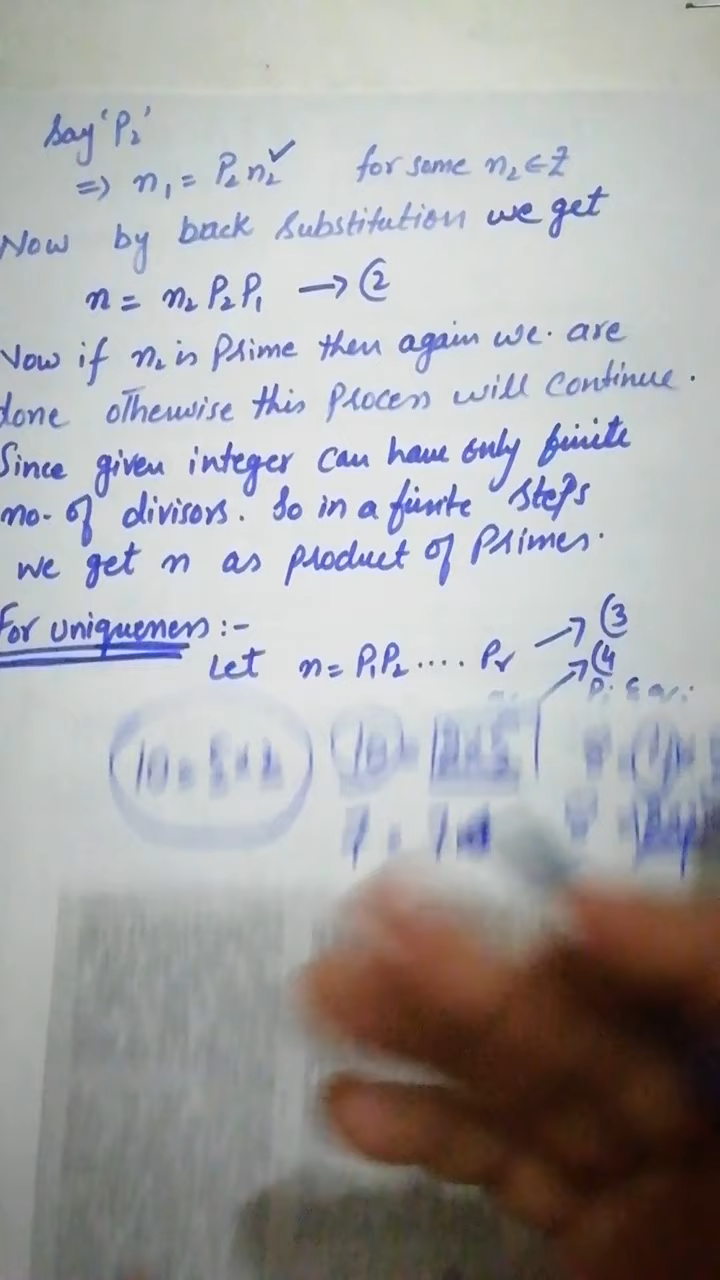 Say 'P₂'
=> n₁ = P₂ n₂ ✓ for some n₂ ∈ Z
Now by back substitution we get
n = n₂ P₂ P₁ → (2
Now if n₂ is Prime then again we are
done otherwise this Process will continue.
Since given integer can have only finite
no. of divisors. So in a finite steps
we get n as product of Primes.
For uniqueness :-
Let n = P₁P₂ .... Pᵣ → (3
→ (4
10 = 5 × 2